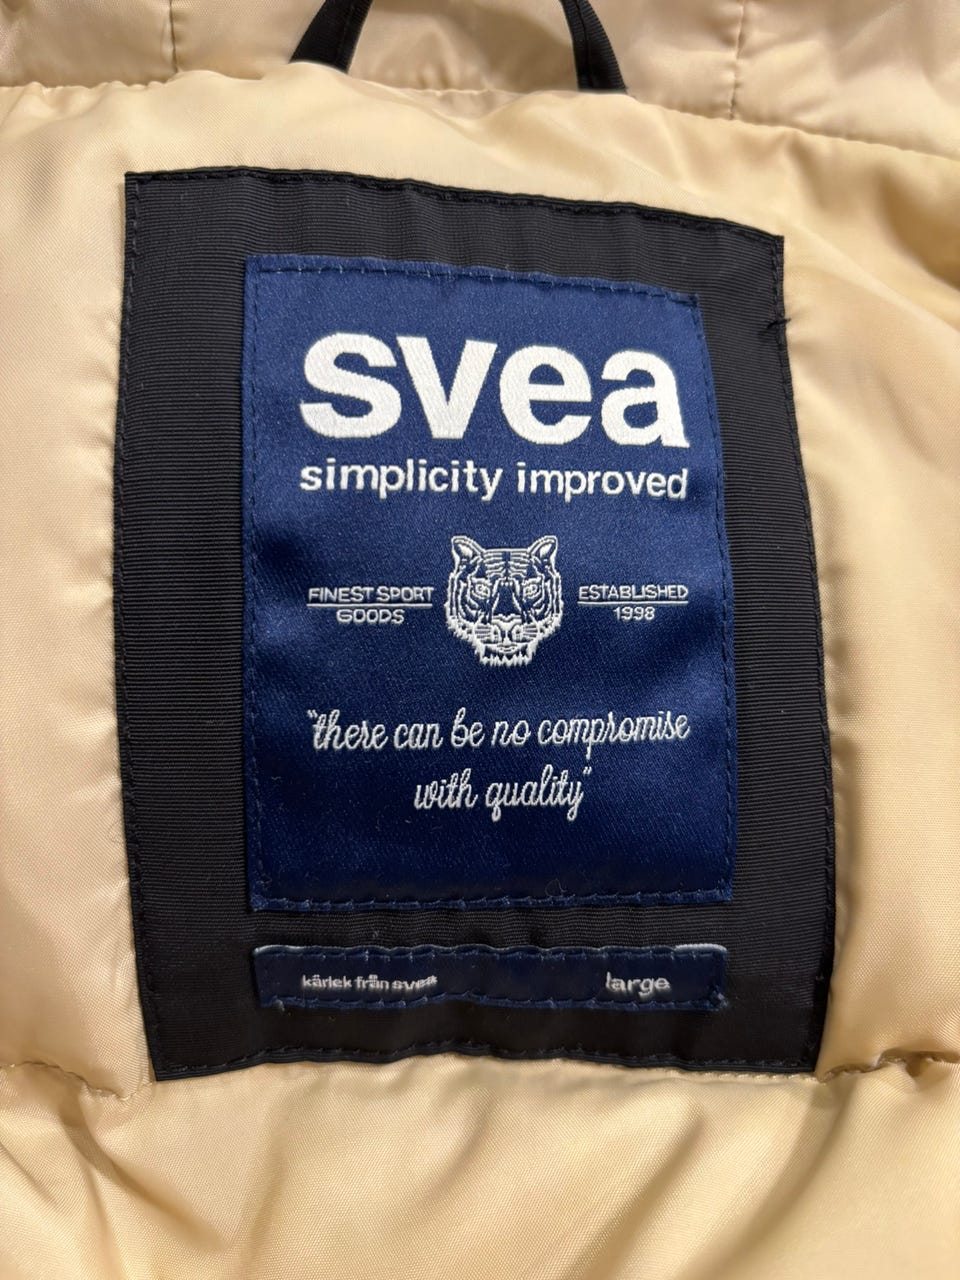 svea
simplicity improved
FINEST SPORT
GOODS
ESTABLISHED
1998
"there can be no compromise
with quality"
kärlek från svea
large